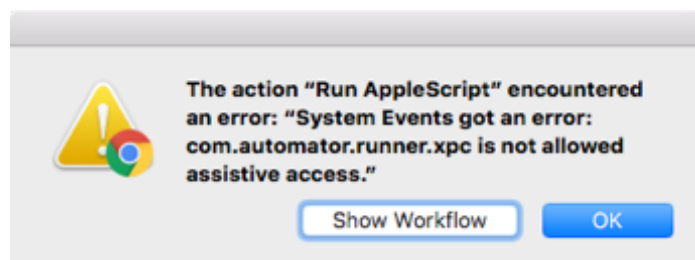 The action “Run AppleScript” encountered
an error: “System Events got an error:
com.automator.runner.xpc is not allowed
assistive access.”
Show Workflow
OK